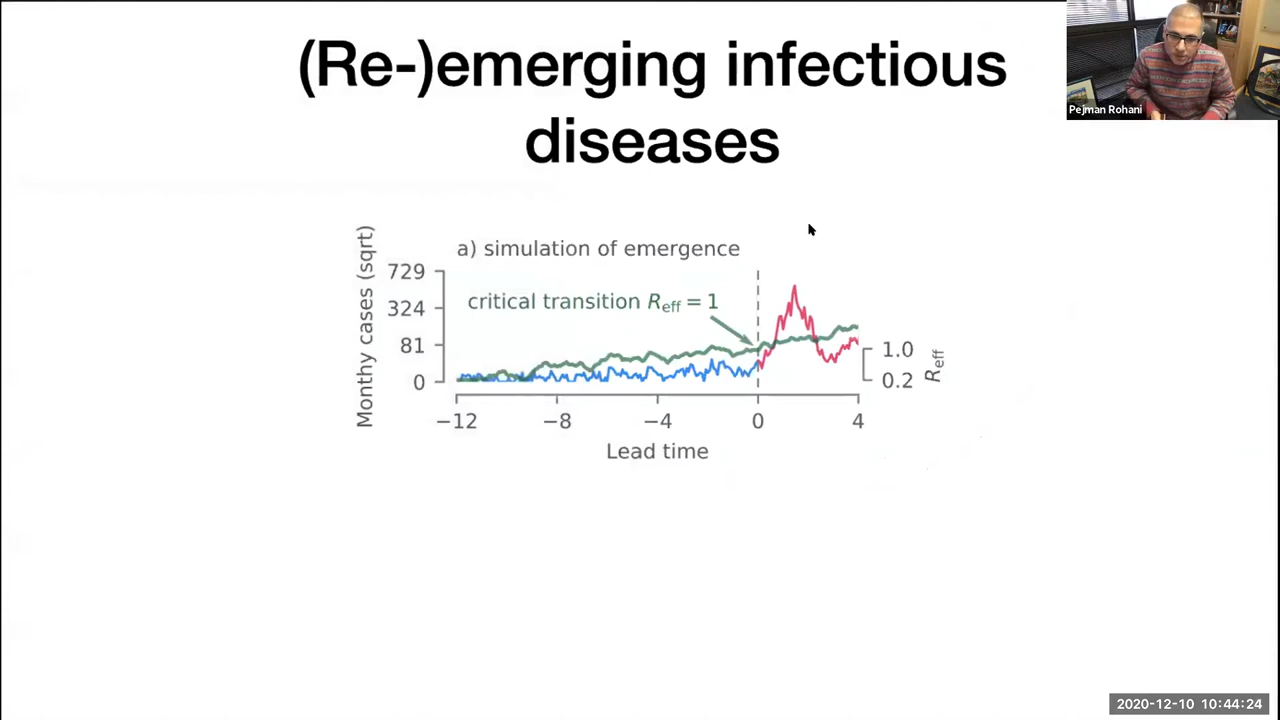 (Re-)emerging infectious
diseases
Pejman Rohani
a) simulation of emergence
critical transition Reff = 1
Monthy cases (sqrt)
729
324
81
0
1.0
0.2
Reff
−12 −8 −4 0 4
Lead time
2020-12-10 10:44:24